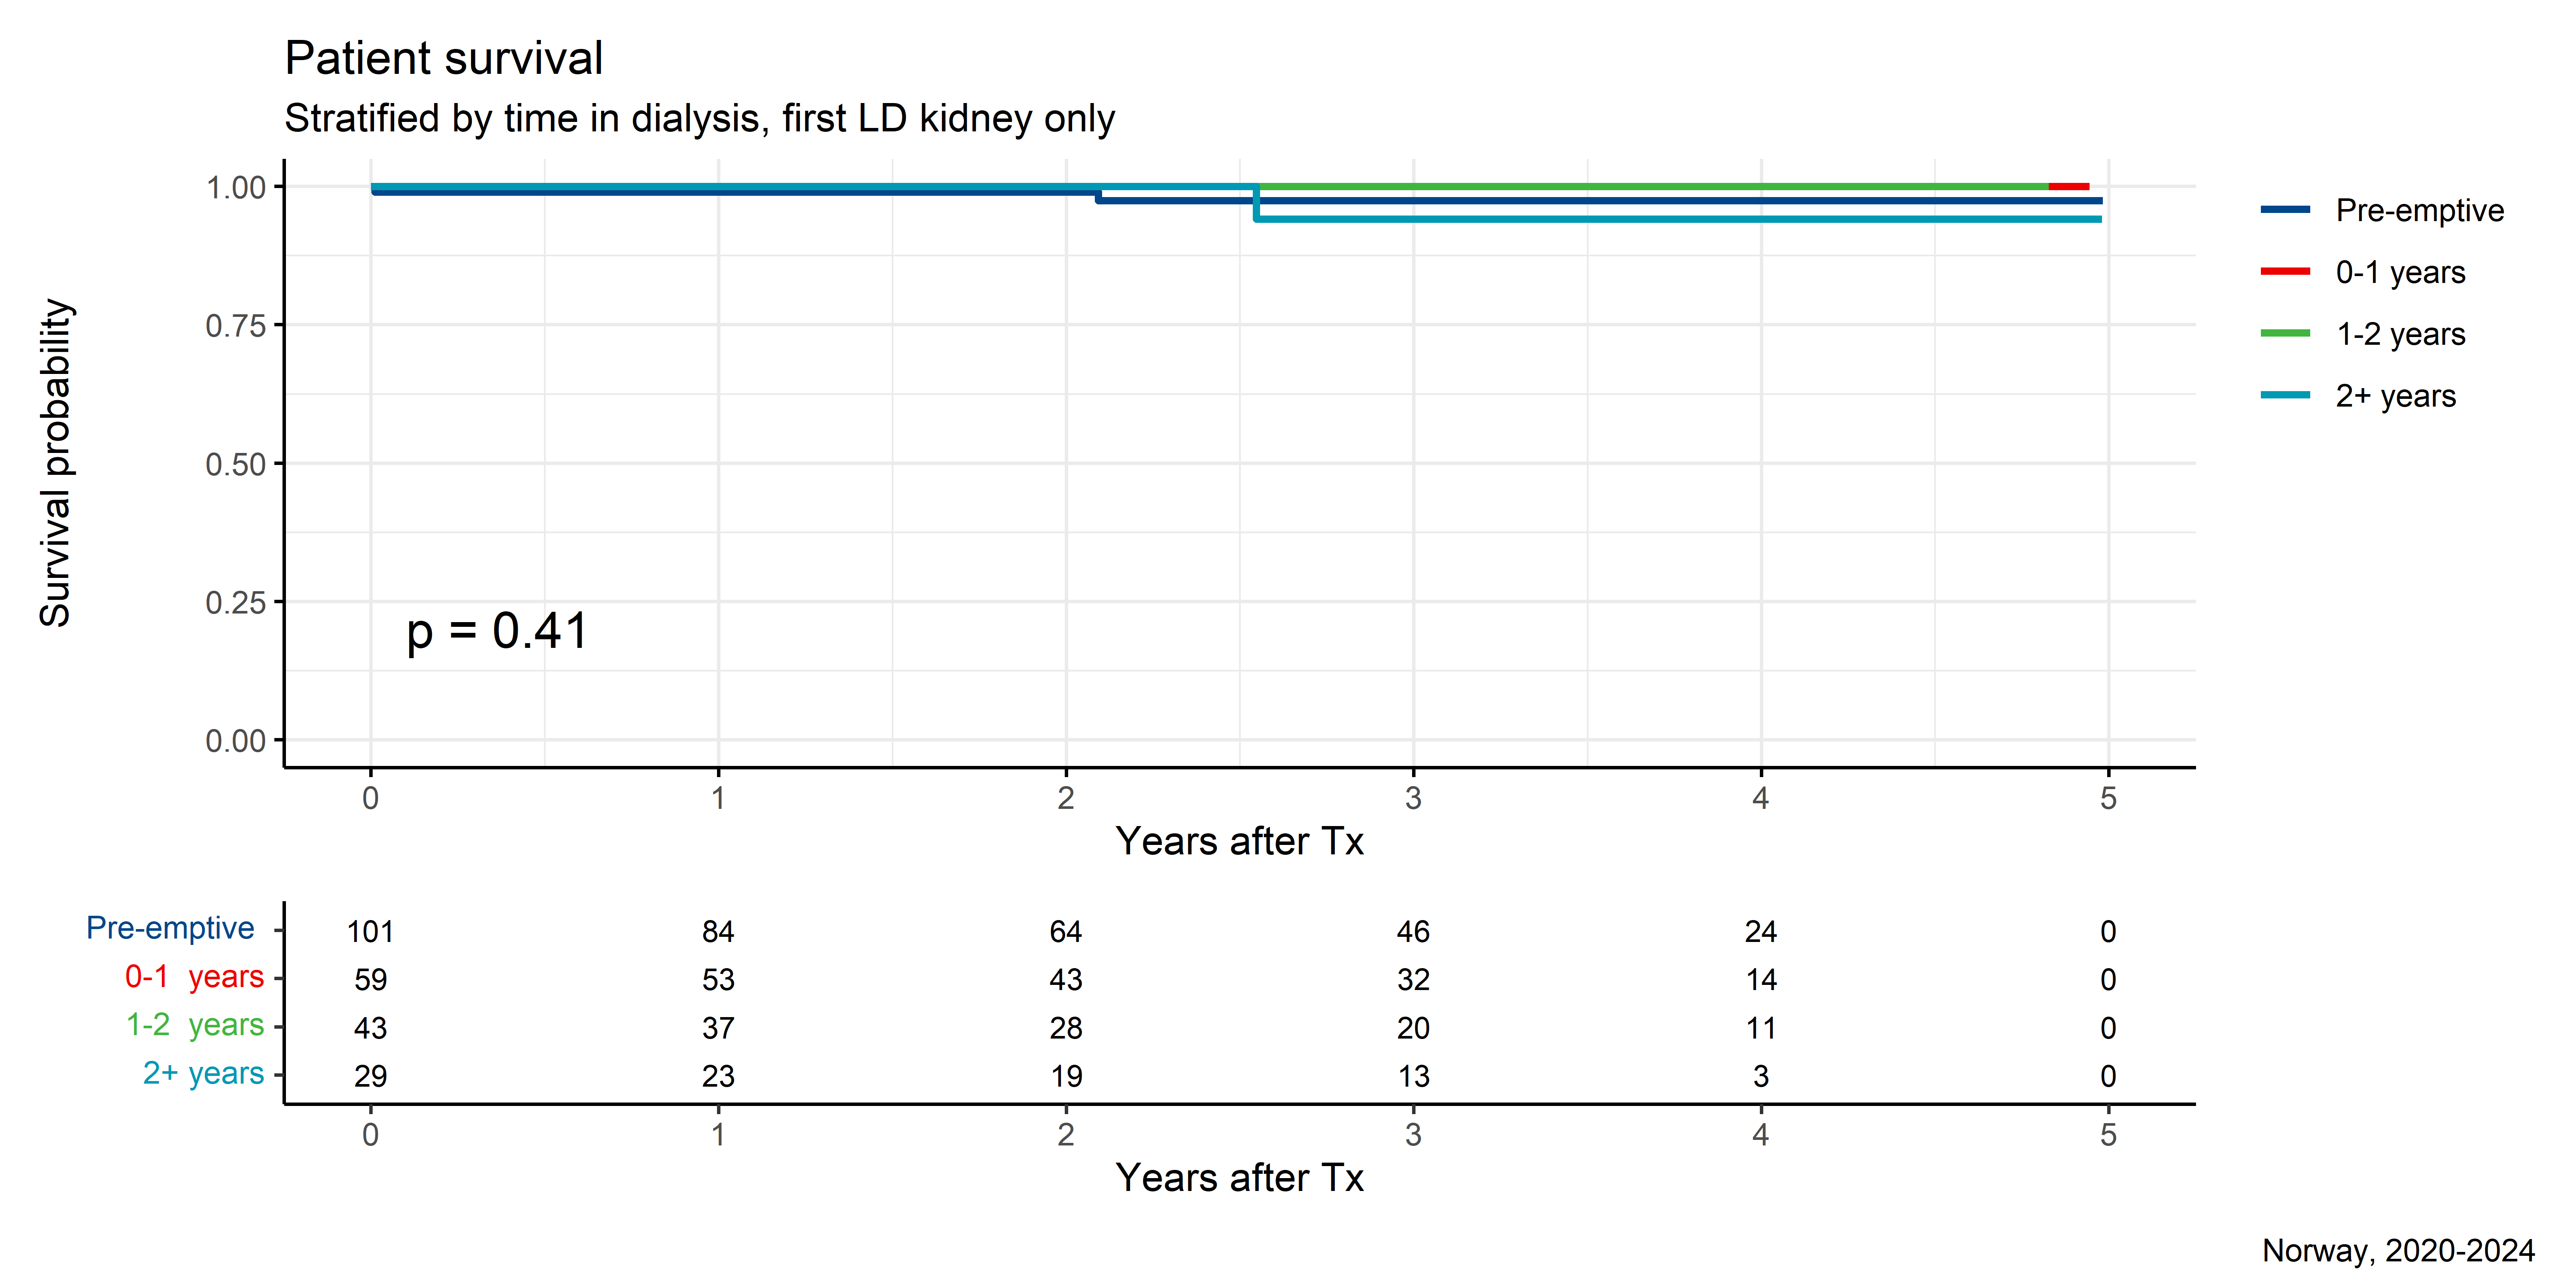 Patient survival
Stratified by time in dialysis, first LD kidney only
Survival probability
1.00
0.75
0.50
0.25
0.00
p = 0.41
0 1 2 3 4 5
Years after Tx
Pre-emptive
0-1 years
1-2 years
2+ years
Pre-emptive 101 84 64 46 24 0
0-1 years 59 53 43 32 14 0
1-2 years 43 37 28 20 11 0
2+ years 29 23 19 13 3 0
0 1 2 3 4 5
Years after Tx
Norway, 2020-2024